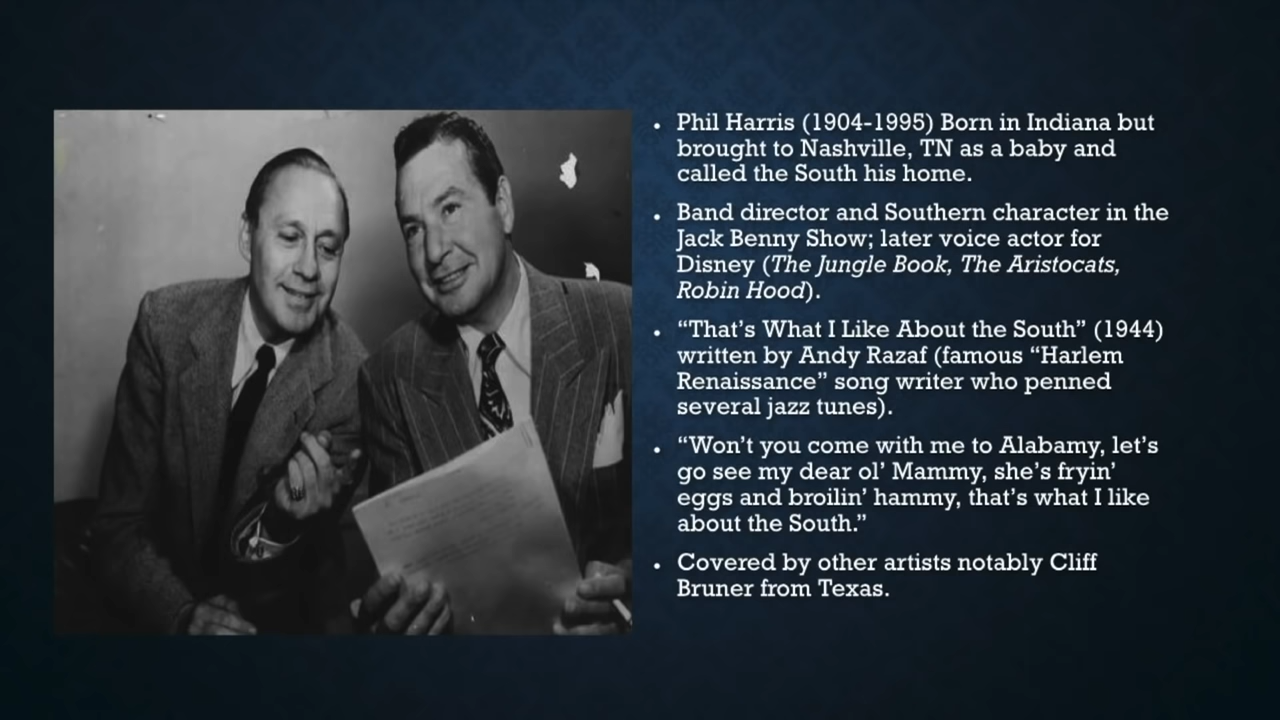 • Phil Harris (1904-1995) Born in Indiana but
brought to Nashville, TN as a baby and
called the South his home.
• Band director and Southern character in the
Jack Benny Show; later voice actor for
Disney (The Jungle Book, The Aristocats,
Robin Hood).
• “That’s What I Like About the South” (1944)
written by Andy Razaf (famous “Harlem
Renaissance” song writer who penned
several jazz tunes).
• “Won’t you come with me to Alabamy, let’s
go see my dear ol’ Mammy, she’s fryin’
eggs and broilin’ hammy, that’s what I like
about the South.”
• Covered by other artists notably Cliff
Bruner from Texas.